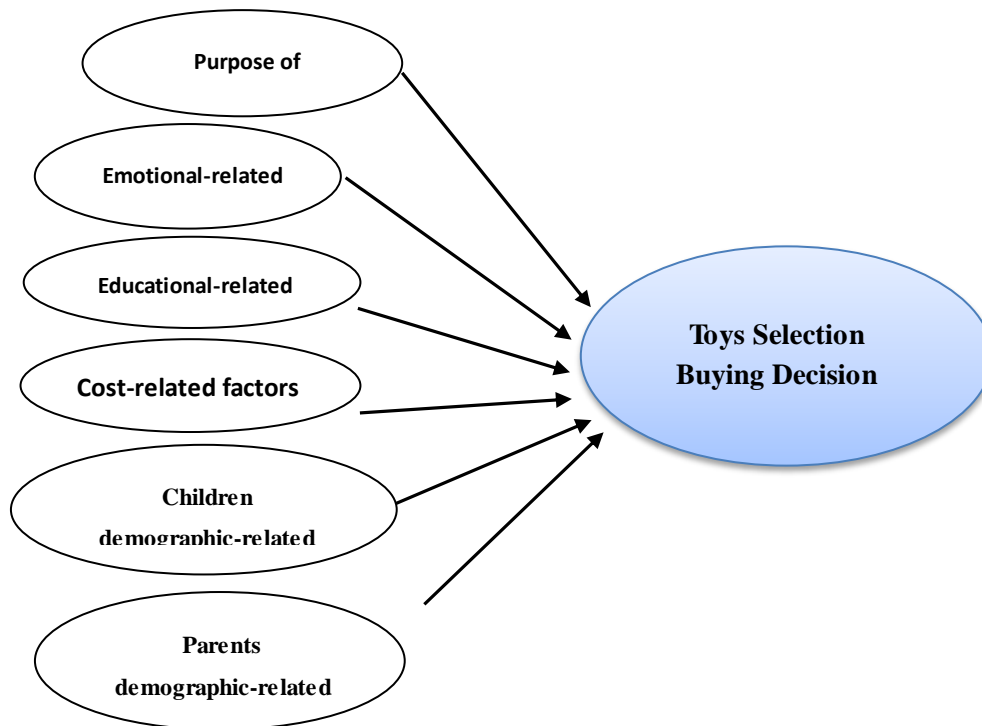 Purpose of
Emotional-related
Educational-related
Cost-related factors
Children
demographic-related
Parents
demographic-related
Toys Selection
Buying Decision